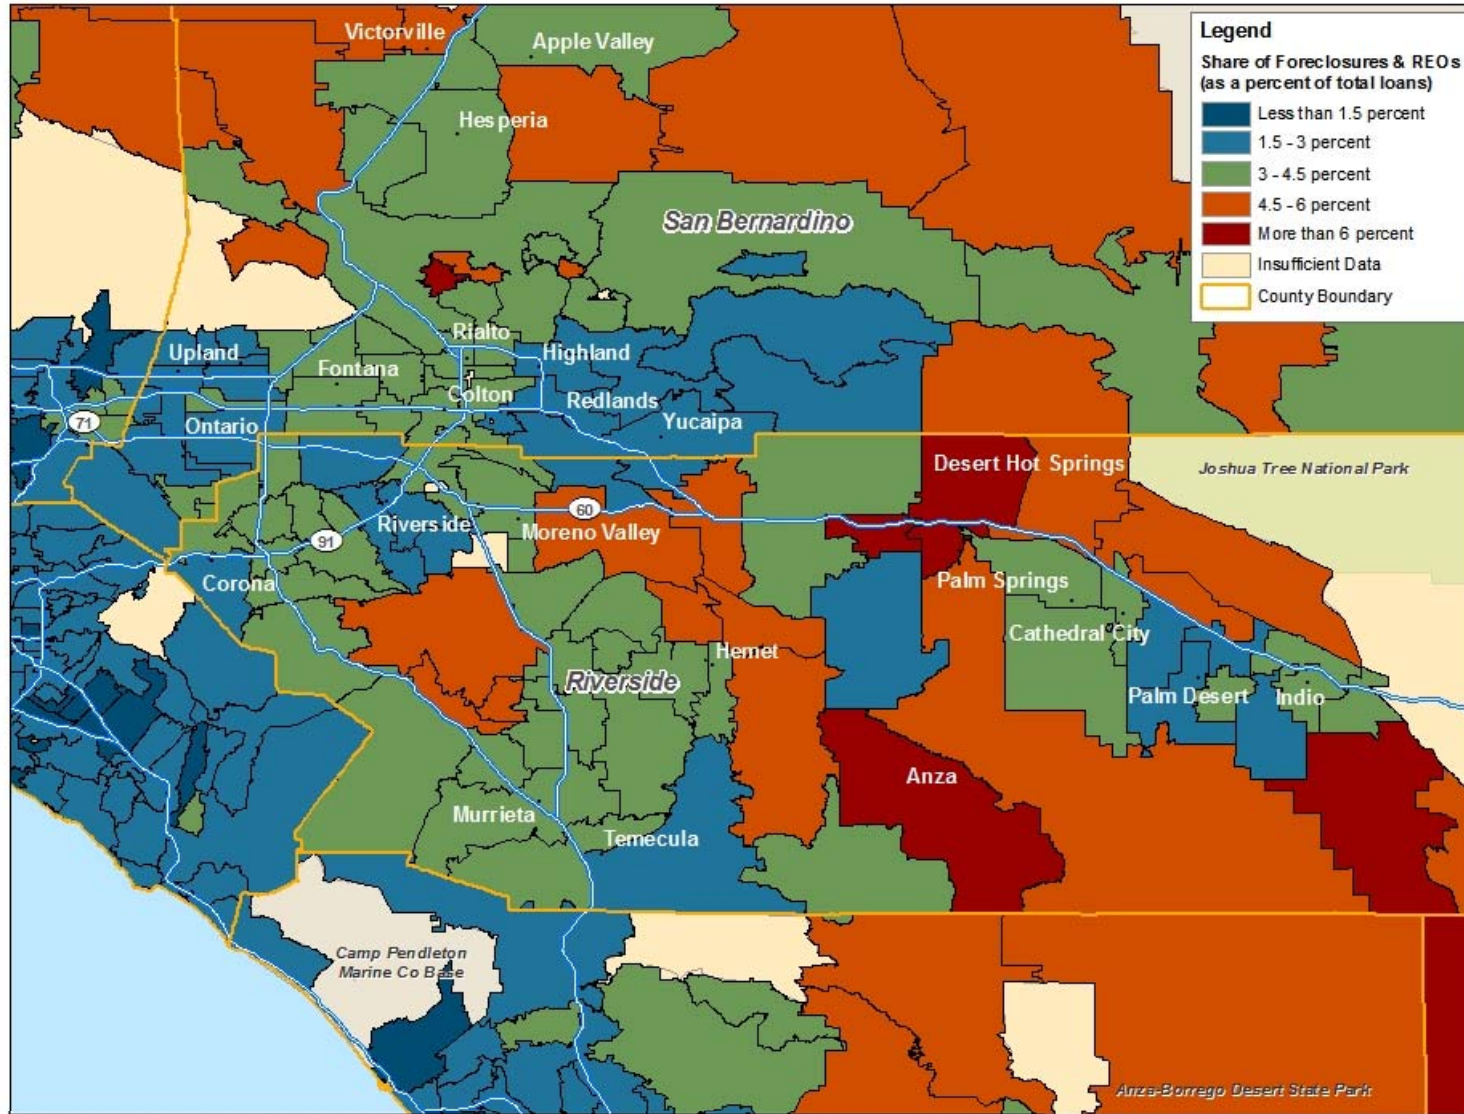 Legend
Share of Foreclosures & REOs
(as a percent of total loans)
Less than 1.5 percent
1.5 - 3 percent
3 - 4.5 percent
4.5 - 6 percent
More than 6 percent
Insufficient Data
County Boundary
Victorville
Apple Valley
Hesperia
San Bernardino
Rialto
Upland
Highland
Fontana
Colton
Redlands
71
Ontario
Yucaipa
Desert Hot Springs
Joshua Tree National Park
60
Riverside
Moreno Valley
91
Corona
Palm Springs
Cathedral City
Hemet
Riverside
Palm Desert
Indio
Anza
Murrieta
Temecula
Camp Pendleton
Marine Co Base
Anza-Borrego Desert State Park